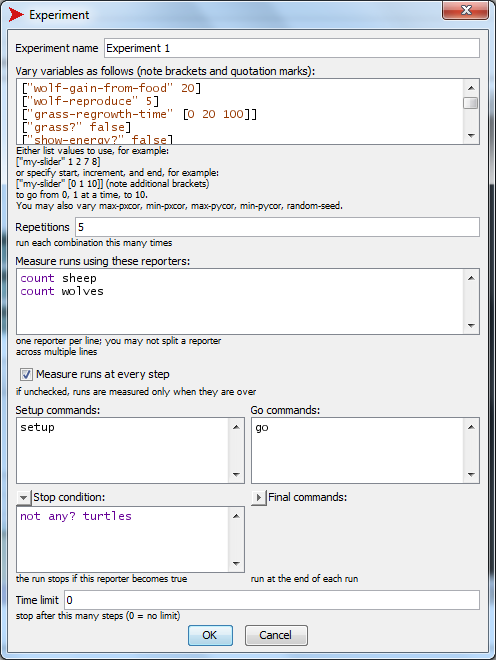 Experiment
Experiment name Experiment 1
Vary variables as follows (note brackets and quotation marks):
["wolf-gain-from-food" 20]
["wolf-reproduce" 5]
["grass-regrowth-time" [0 20 100]]
["grass?" false]
["show-energy?" false]
Either list values to use, for example:
["my-slider" 1 2 7 8]
or specify start, increment, and end, for example:
["my-slider" [0 1 10]] (note additional brackets)
to go from 0, 1 at a time, to 10.
You may also vary max-pxcor, min-pxcor, max-pycor, min-pycor, random-seed.
Repetitions 5
run each combination this many times
Measure runs using these reporters:
count sheep
count wolves
one reporter per line; you may not split a reporter
across multiple lines
Measure runs at every step
if unchecked, runs are measured only when they are over
Setup commands: Go commands:
setup go
Stop condition: Final commands:
not any? turtles
the run stops if this reporter becomes true run at the end of each run
Time limit 0
stop after this many steps (0 = no limit)
OK Cancel